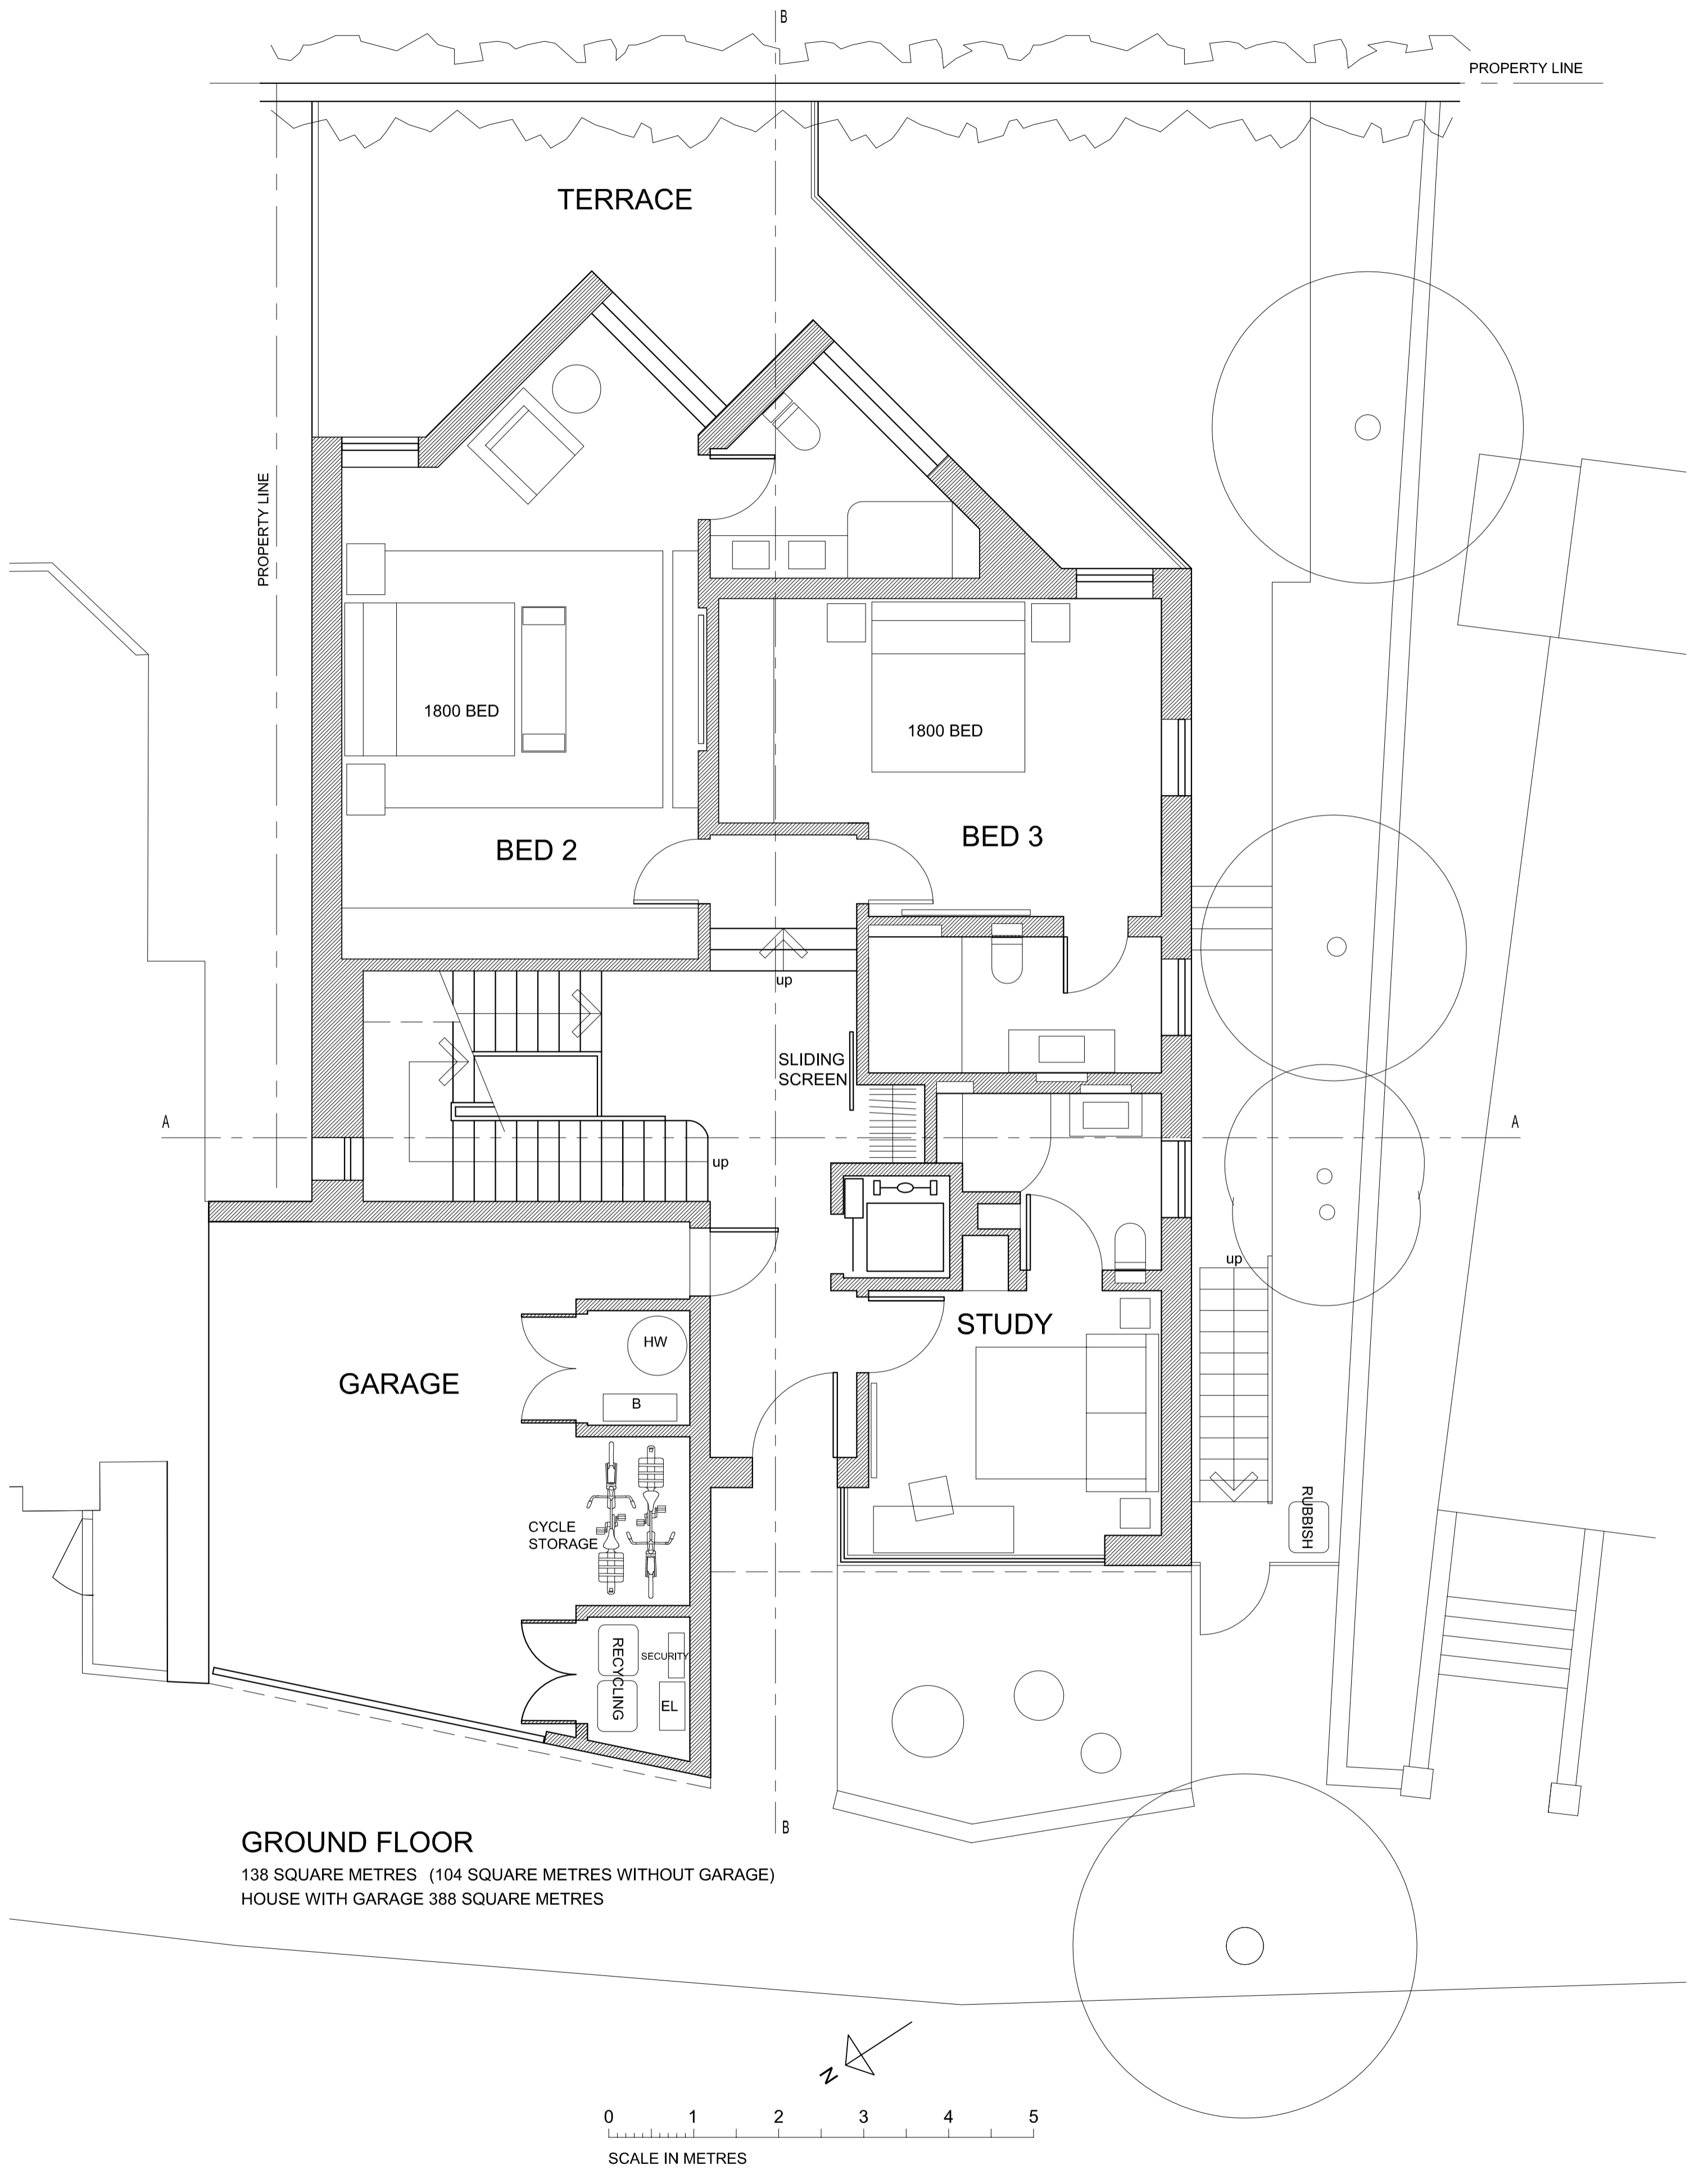 B
PROPERTY LINE
TERRACE
PROPERTY LINE
1800 BED
1800 BED
BED 2
BED 3
up
SLIDING
SCREEN
A
A
up
up
STUDY
HW
GARAGE
B
RUBBISH
CYCLE
STORAGE
RECYCLING
SECURITY
EL
B
GROUND FLOOR
138 SQUARE METRES (104 SQUARE METRES WITHOUT GARAGE)
HOUSE WITH GARAGE 388 SQUARE METRES
N
0 1 2 3 4 5
SCALE IN METRES